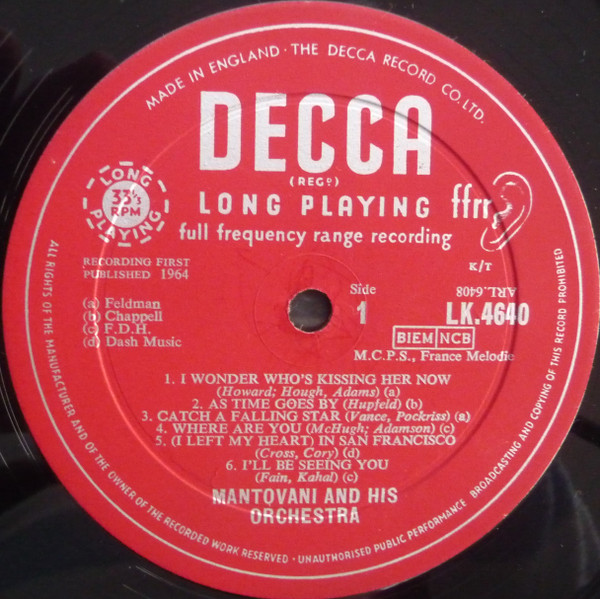 MADE IN ENGLAND · THE DECCA RECORD CO. LTD.
DECCA
(REGº)
LONG PLAYING ffrr
full frequency range recording
LONG PLAYING
33⅓
RPM
RECORDING FIRST
PUBLISHED 1964
K/T
ARL.6408
(a) Feldman
(b) Chappell
(c) F.D.H.
(d) Dash Music
Side
1
LK.4640
BIEM NCB
M.C.P.S., France Melodie
1. I WONDER WHO'S KISSING HER NOW
(Howard; Hough, Adams) (a)
2. AS TIME GOES BY (Hupfeld) (b)
3. CATCH A FALLING STAR (Vance, Pockriss) (a)
4. WHERE ARE YOU (McHugh; Adamson) (c)
5. (I LEFT MY HEART) IN SAN FRANCISCO
(Cross, Cory) (d)
6. I'LL BE SEEING YOU
(Fain, Kahal) (c)
MANTOVANI AND HIS
ORCHESTRA
ALL RIGHTS OF THE MANUFACTURER AND OF THE OWNER OF THE RECORDED WORK RESERVED · UNAUTHORISED PUBLIC PERFORMANCE BROADCASTING AND COPYING OF THIS RECORD PROHIBITED